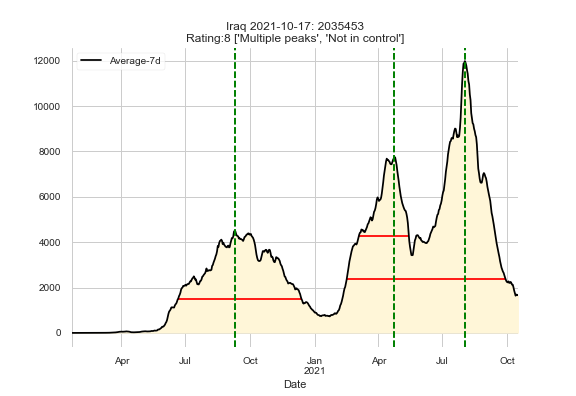 Iraq 2021-10-17: 2035453
Rating:8 ['Multiple peaks', 'Not in control']
Average-7d
12000
10000
8000
6000
4000
2000
0
Apr Jul Oct Jan Apr Jul Oct
2021
Date